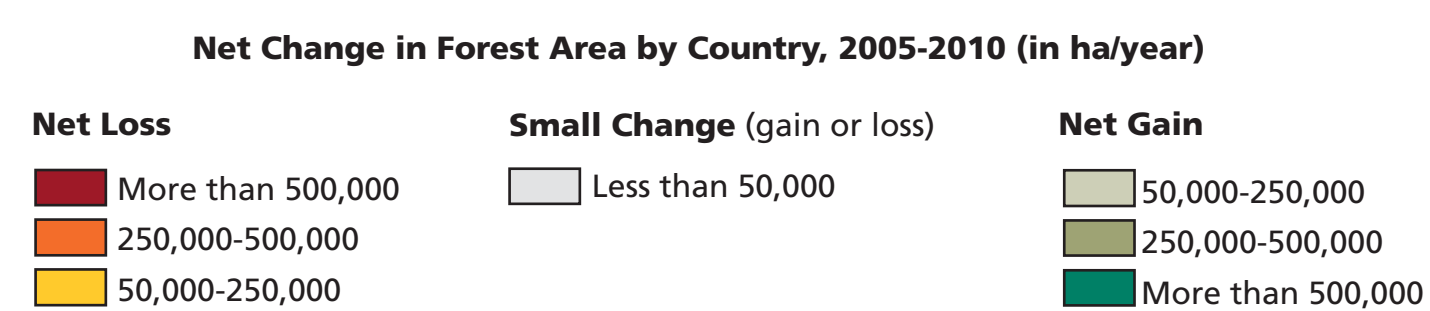 Net Change in Forest Area by Country, 2005-2010 (in ha/year)
Net Loss
More than 500,000
250,000-500,000
50,000-250,000
Small Change (gain or loss)
Less than 50,000
Net Gain
50,000-250,000
250,000-500,000
More than 500,000